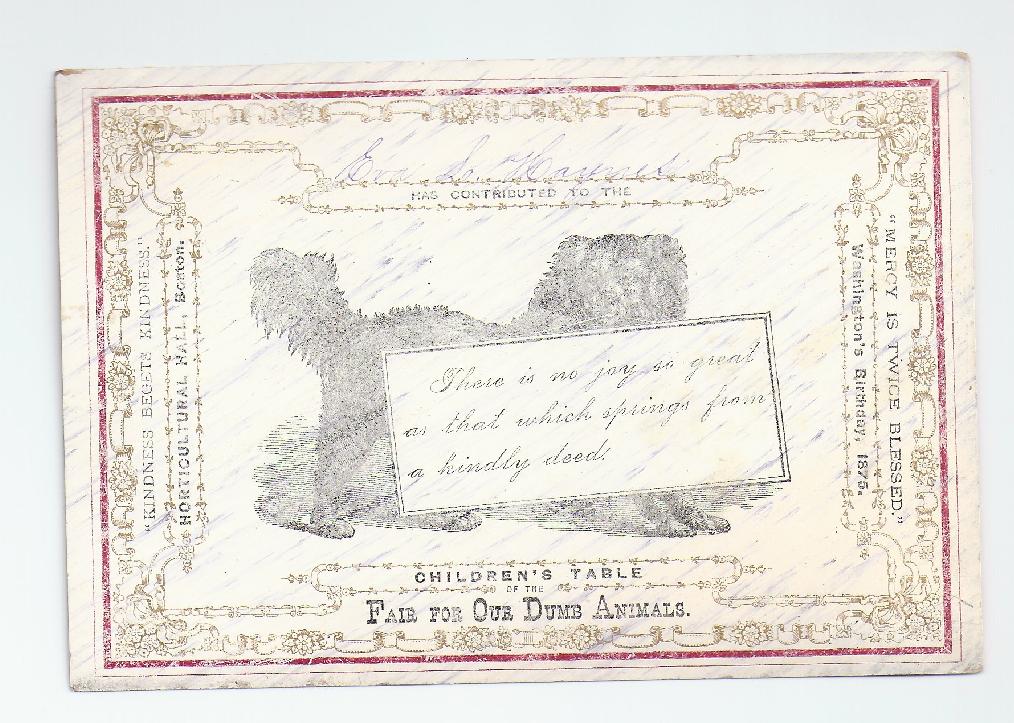 Eva L. Haynes
HAS CONTRIBUTED TO THE
"KINDNESS BEGETS KINDNESS."
HORTICULTURAL HALL, Boston.
There is no joy so great
as that which springs from
a kindly deed.
Washington's Birthday, 1875.
"MERCY IS TWICE BLESSED."
CHILDREN'S TABLE
OF THE
FAIR FOR OUR DUMB ANIMALS.